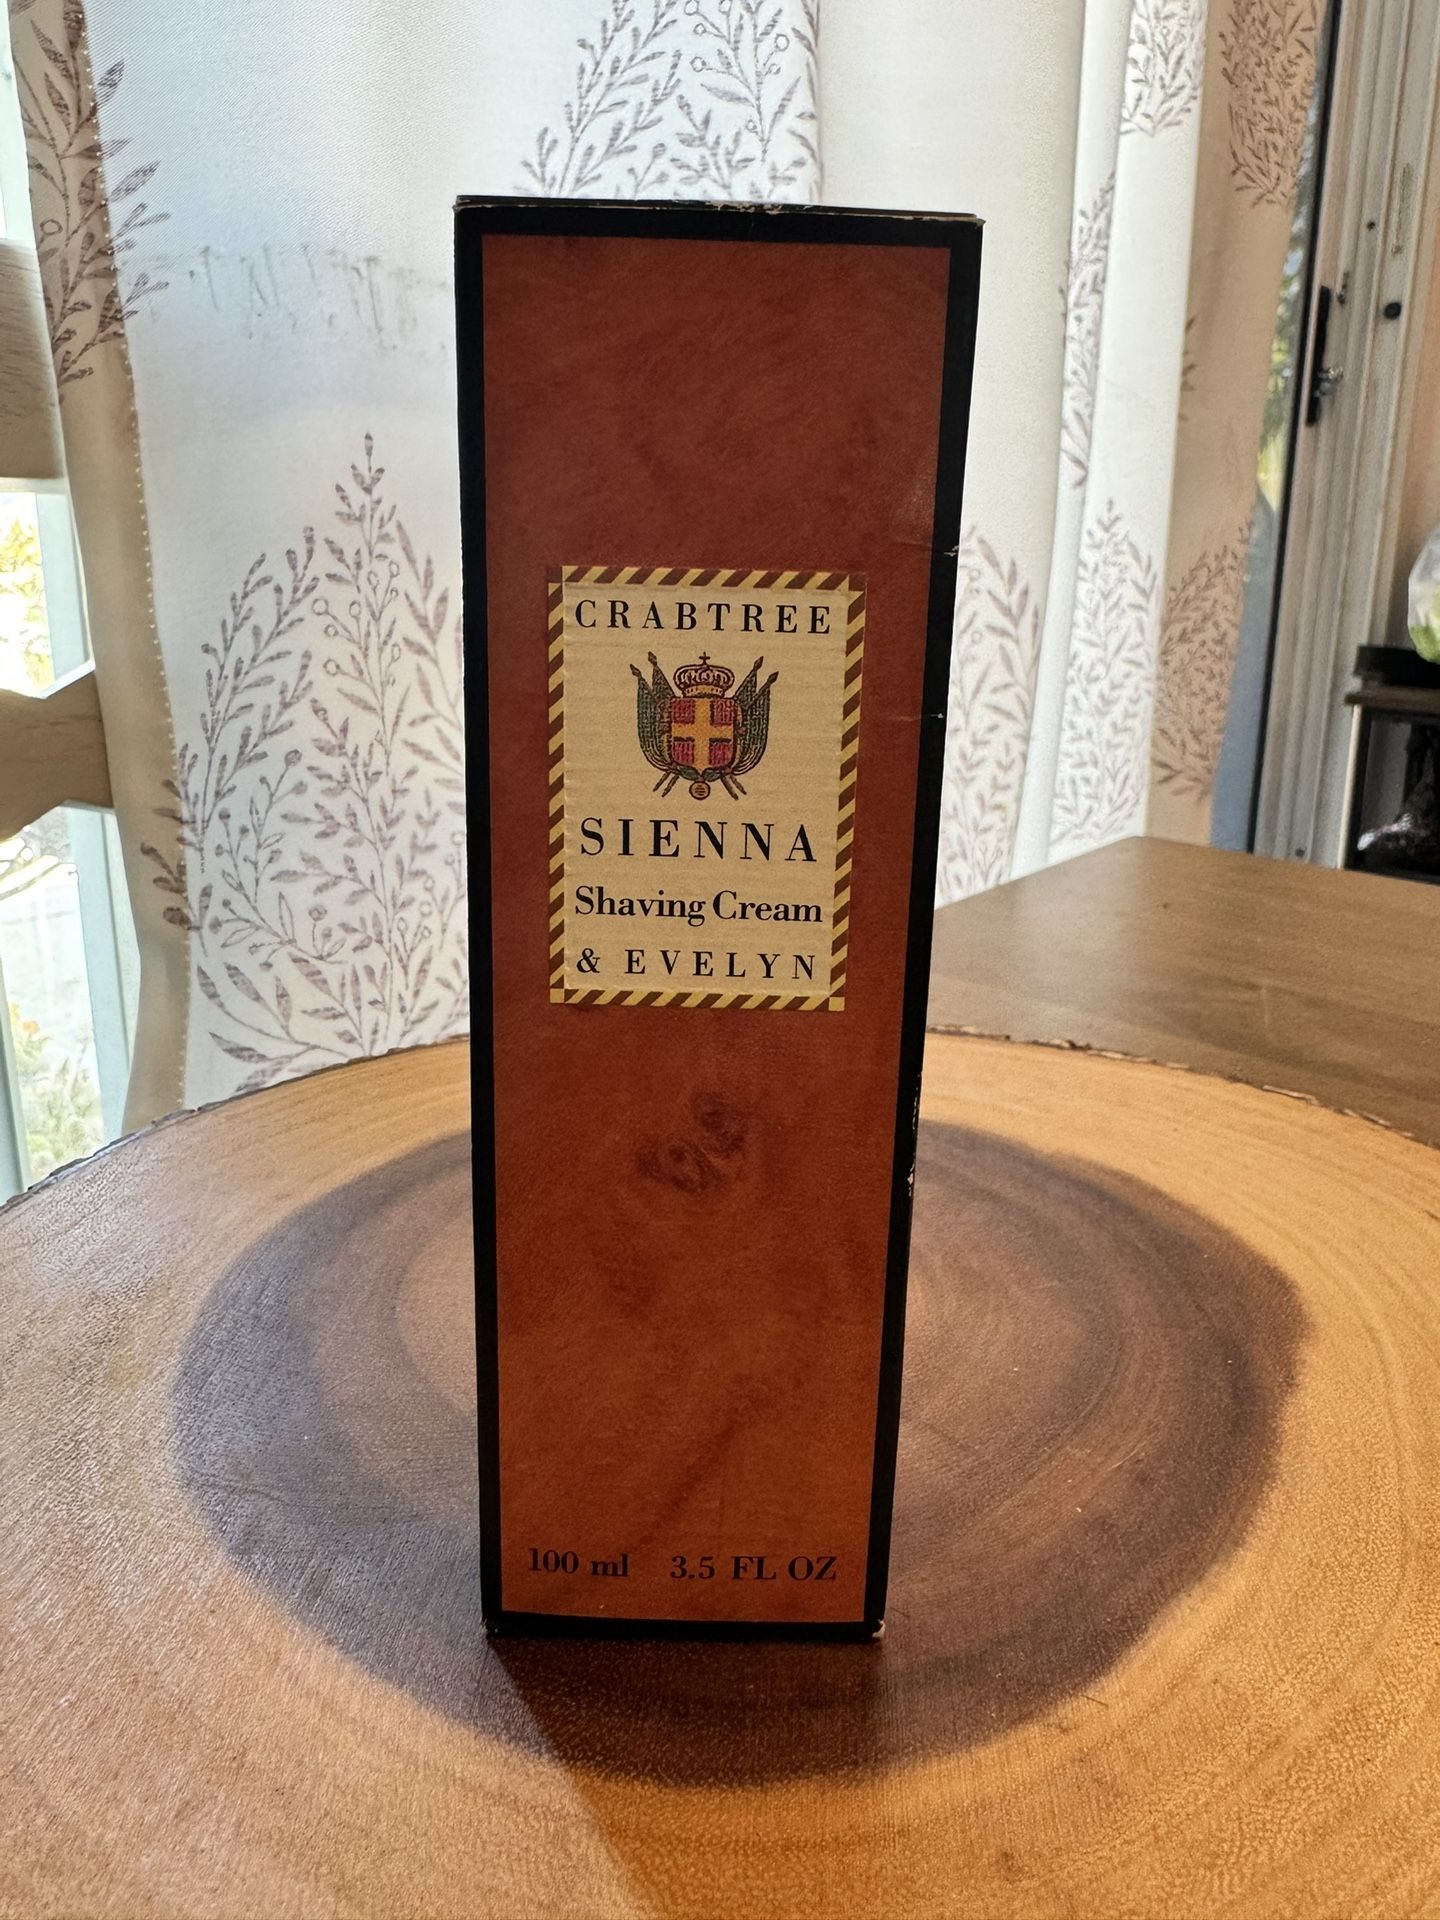 CRABTREE
SIENNA
Shaving Cream
& EVELYN
100 ml 3.5 FL OZ